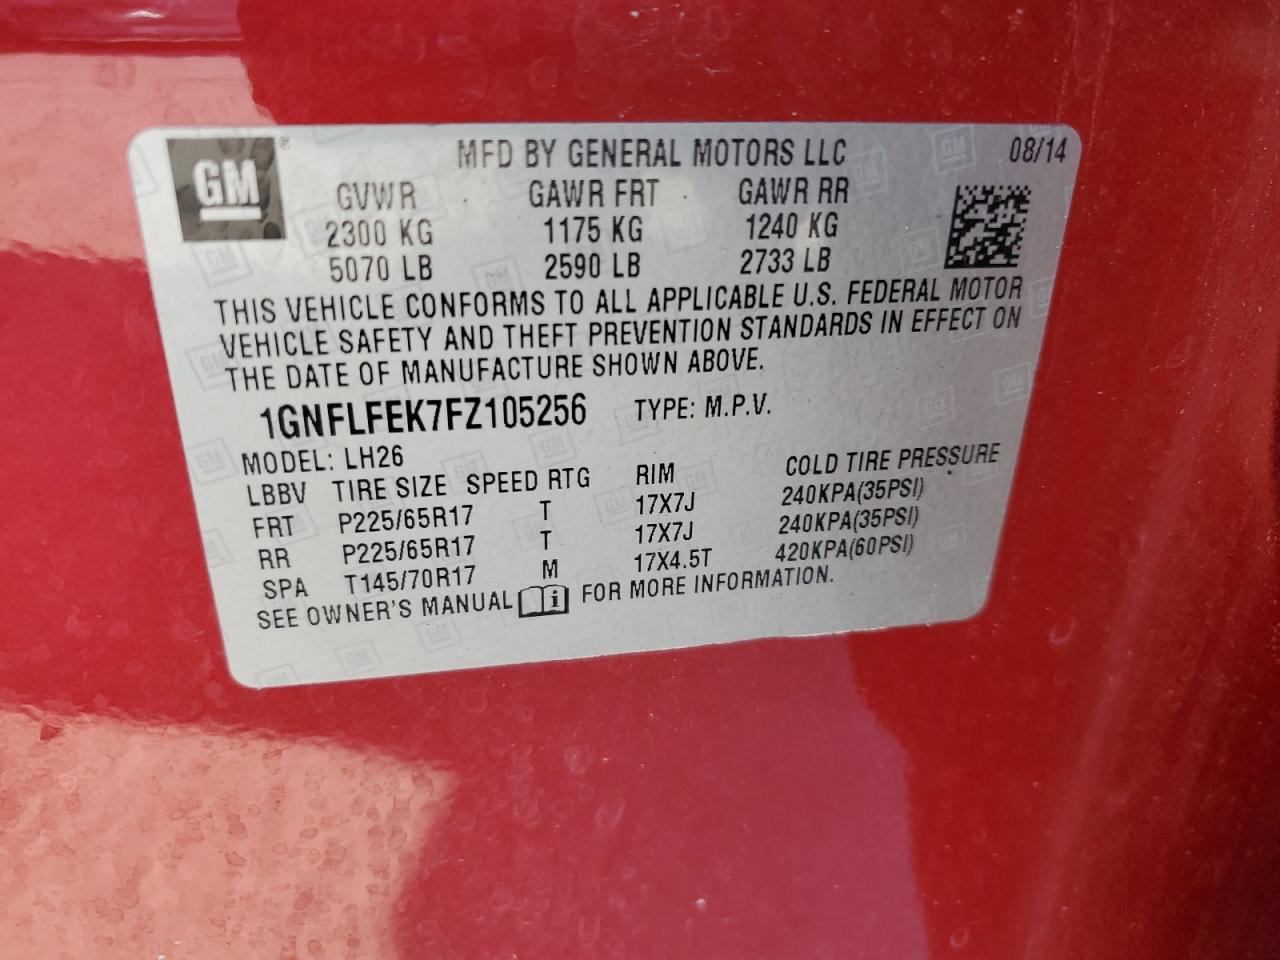 GM ® MFD BY GENERAL MOTORS LLC 08/14
GVWR GAWR FRT GAWR RR
2300 KG 1175 KG 1240 KG
5070 LB 2590 LB 2733 LB
THIS VEHICLE CONFORMS TO ALL APPLICABLE U.S. FEDERAL MOTOR
VEHICLE SAFETY AND THEFT PREVENTION STANDARDS IN EFFECT ON
THE DATE OF MANUFACTURE SHOWN ABOVE.
1GNFLFEK7FZ105256 TYPE: M.P.V.
MODEL: LH26
LBBV TIRE SIZE SPEED RTG RIM COLD TIRE PRESSURE
FRT P225/65R17 T 17X7J 240KPA(35PSI)
RR P225/65R17 T 17X7J 240KPA(35PSI)
SPA T145/70R17 M 17X4.5T 420KPA(60PSI)
SEE OWNER'S MANUAL i FOR MORE INFORMATION.